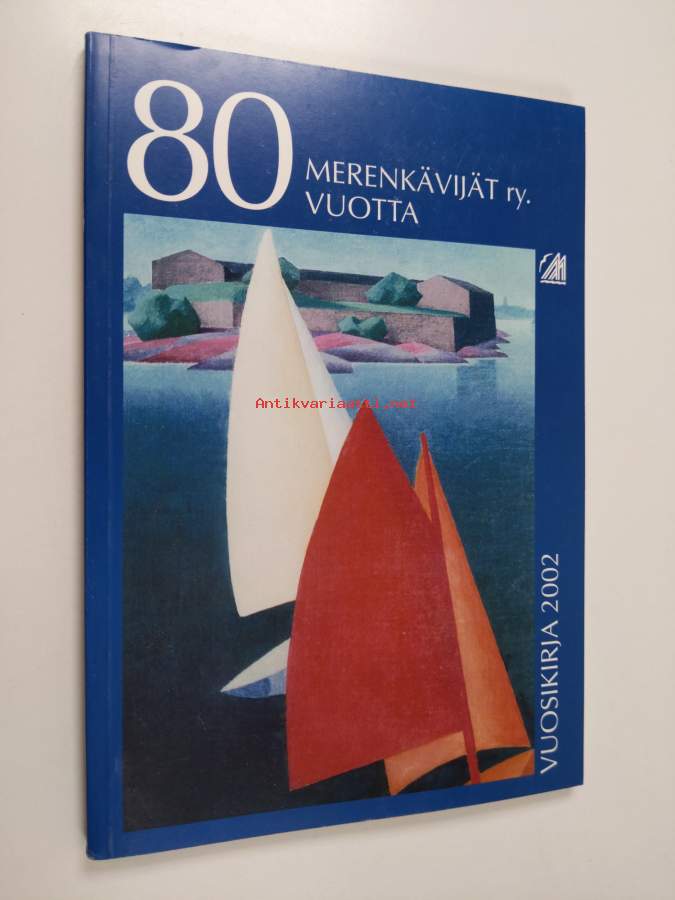 80
MERENKÄVIJÄT ry.
VUOTTA
Antikvariaatti.net
VUOSIKIRJA 2002